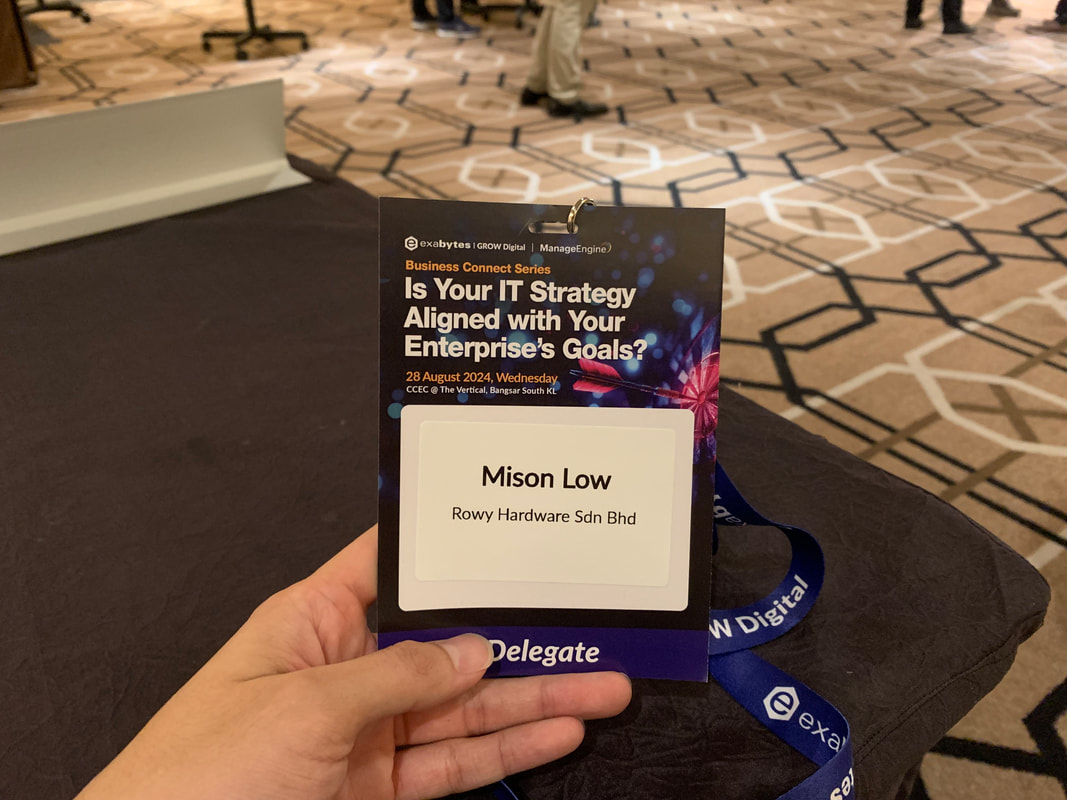 exabytes | GROW Digital | ManageEngine
Business Connect Series
Is Your IT Strategy
Aligned with Your
Enterprise's Goals?
28 August 2024, Wednesday
CCEC @ The Vertical, Bangsar South KL
Mison Low
Rowy Hardware Sdn Bhd
Delegate
W Digital
exa